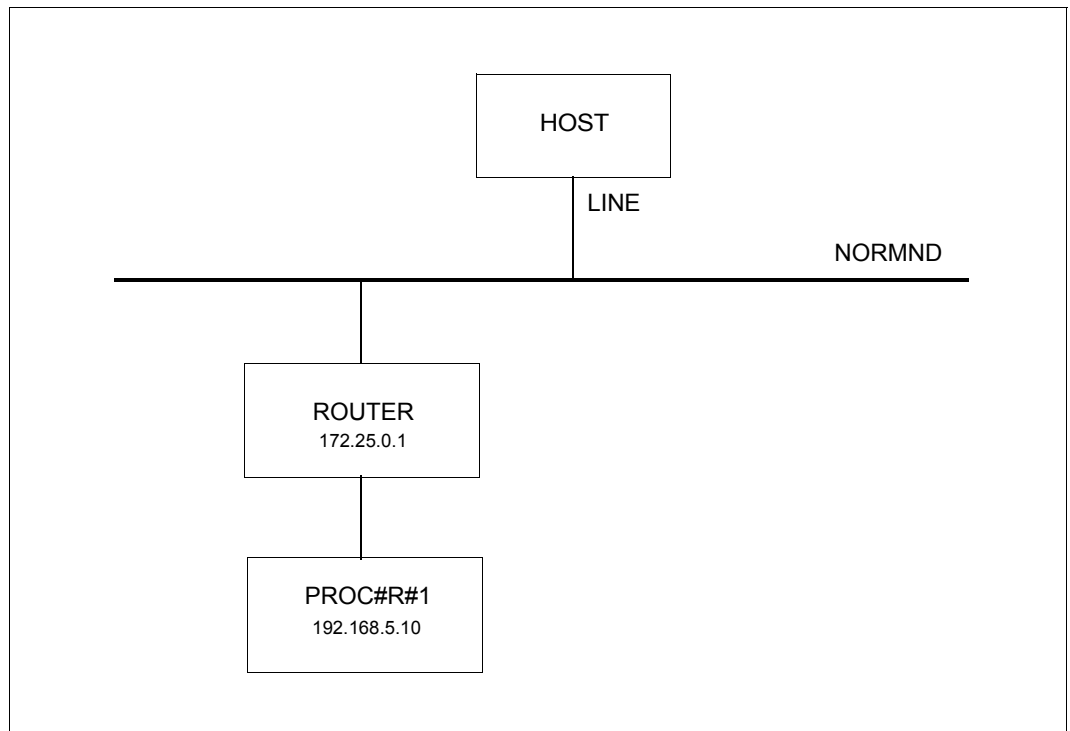 HOST
LINE
NORMND
ROUTER
172.25.0.1
PROC#R#1
192.168.5.10